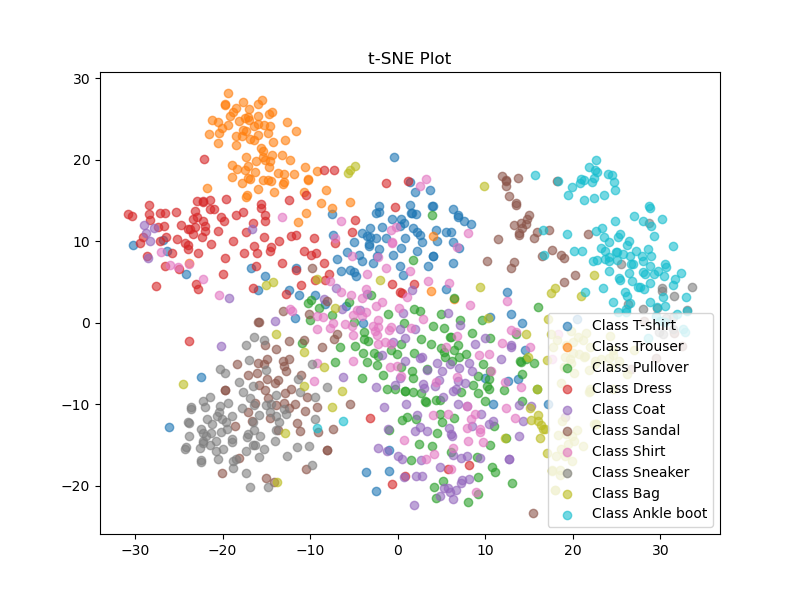 t-SNE Plot
30
20
10
0
−10
−20
−30 −20 −10 0 10 20 30
Class T-shirt
Class Trouser
Class Pullover
Class Dress
Class Coat
Class Sandal
Class Shirt
Class Sneaker
Class Bag
Class Ankle boot